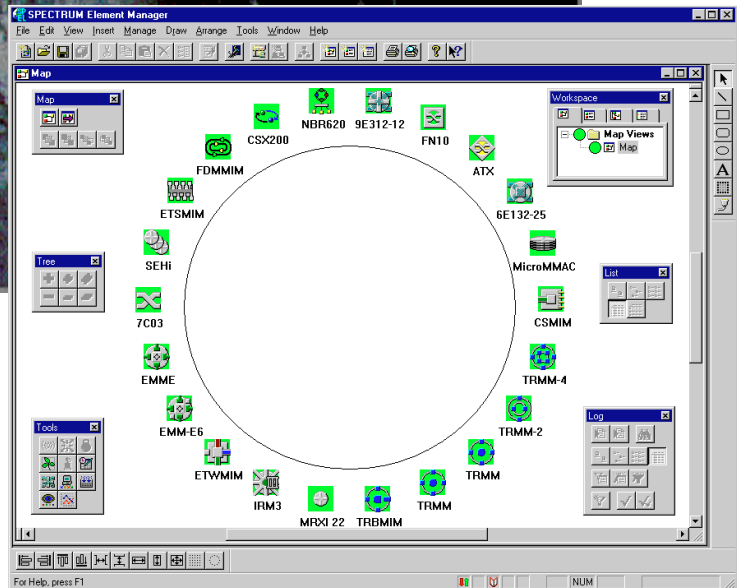 SPECTRUM Element Manager
File Edit View Insert Manage Draw Arrange Tools Window Help
Map
Map
Workspace
Map Views
Map
NBR620
9E312-12
CSX200
FN10
FDMMIM
ATX
ETSMIM
6E132-25
SEHi
MicroMMAC
Tree
List
7C03
CSMIM
EMME
TRMM-4
EMM-E6
TRMM-2
Tools
Log
ETWMIM
TRMM
IRM3
TRMM
MRXI 22
TRBMIM
A
For Help, press F1
NUM